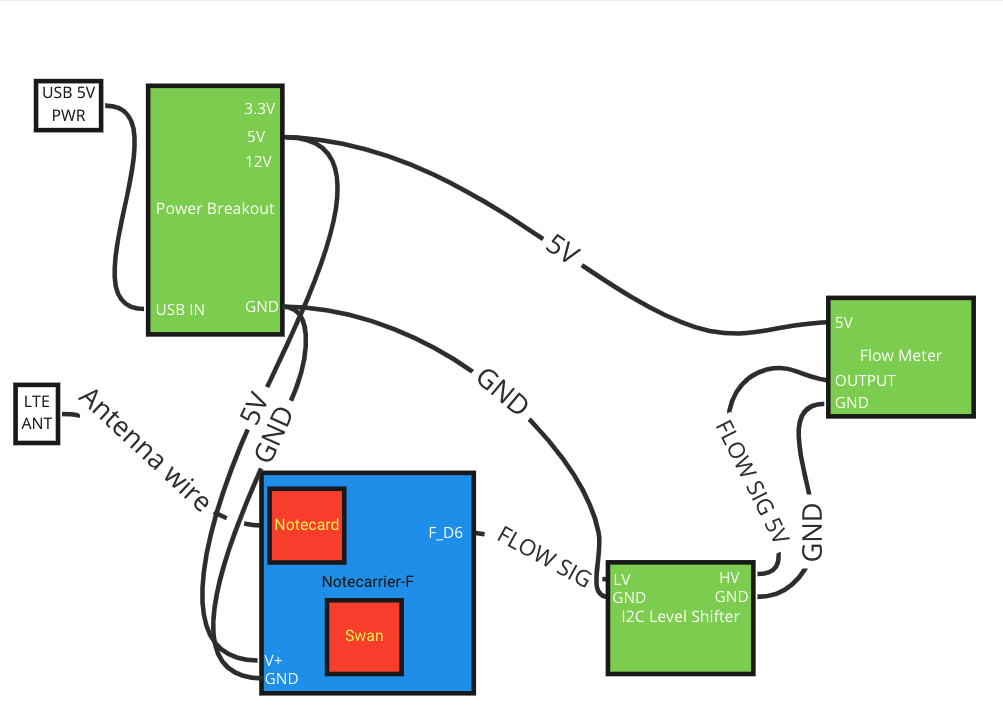 USB 5V
PWR
3.3V
5V
12V
Power Breakout
USB IN
GND
5V
5V
Flow Meter
OUTPUT
GND
LTE
ANT
Antenna wire
5V
GND
GND
FLOW SIG 5V
GND
Notecard
F_D6
FLOW SIG
Notecarrier-F
Swan
V+
GND
LV
HV
GND
GND
I2C Level Shifter